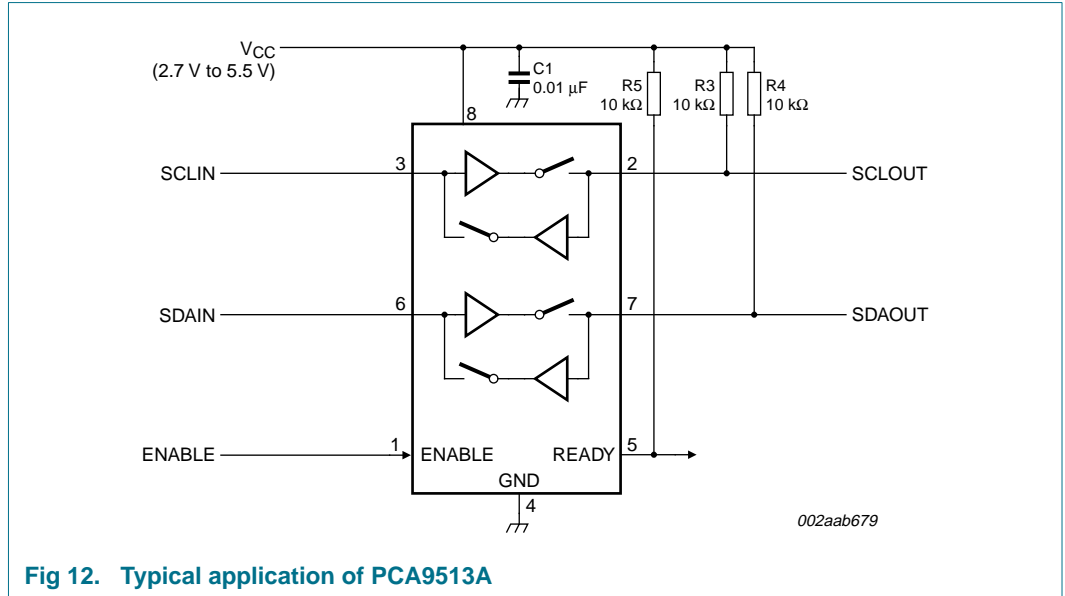 VCC
(2.7 V to 5.5 V)
C1
0.01 μF
R5
10 kΩ
R3
10 kΩ
R4
10 kΩ
8
SCLIN
3
2
SCLOUT
SDAIN
6
7
SDAOUT
ENABLE
1
ENABLE
READY
5
GND
4
002aab679
Fig 12. Typical application of PCA9513A